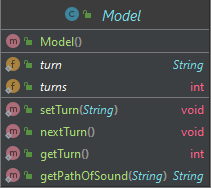 C Model
m Model()
f turn String
f turns int
m setTurn(String) void
m nextTurn() void
m getTurn() int
m getPathOfSound(String) String